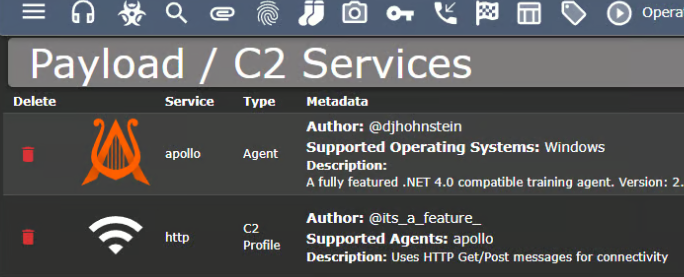 Opera
Payload / C2 Services
Delete Service Type Metadata
apollo Agent
Author: @djhohnstein
Supported Operating Systems: Windows
Description:
A fully featured .NET 4.0 compatible training agent. Version: 2.
http C2 Profile
Author: @its_a_feature_
Supported Agents: apollo
Description: Uses HTTP Get/Post messages for connectivity